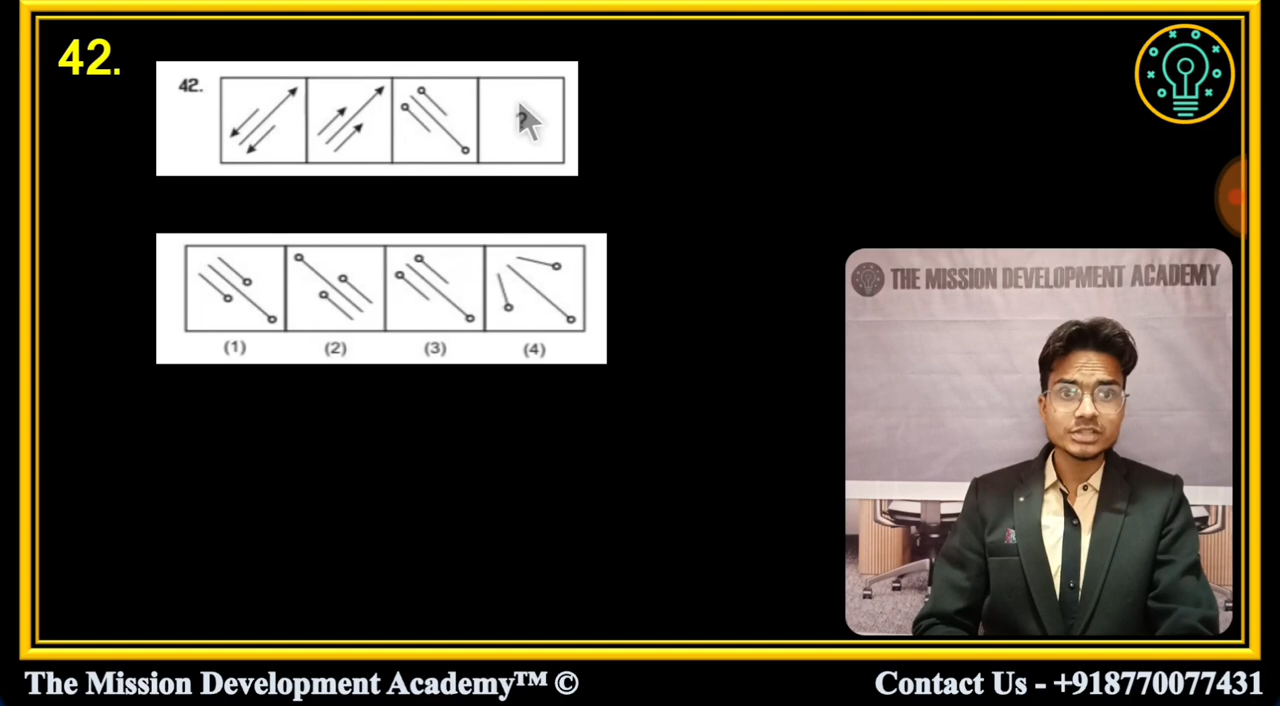 42.
42.
?
(1) (2) (3) (4)
THE MISSION DEVELOPMENT ACADEMY
The Mission Development Academy™ ©
Contact Us - +918770077431